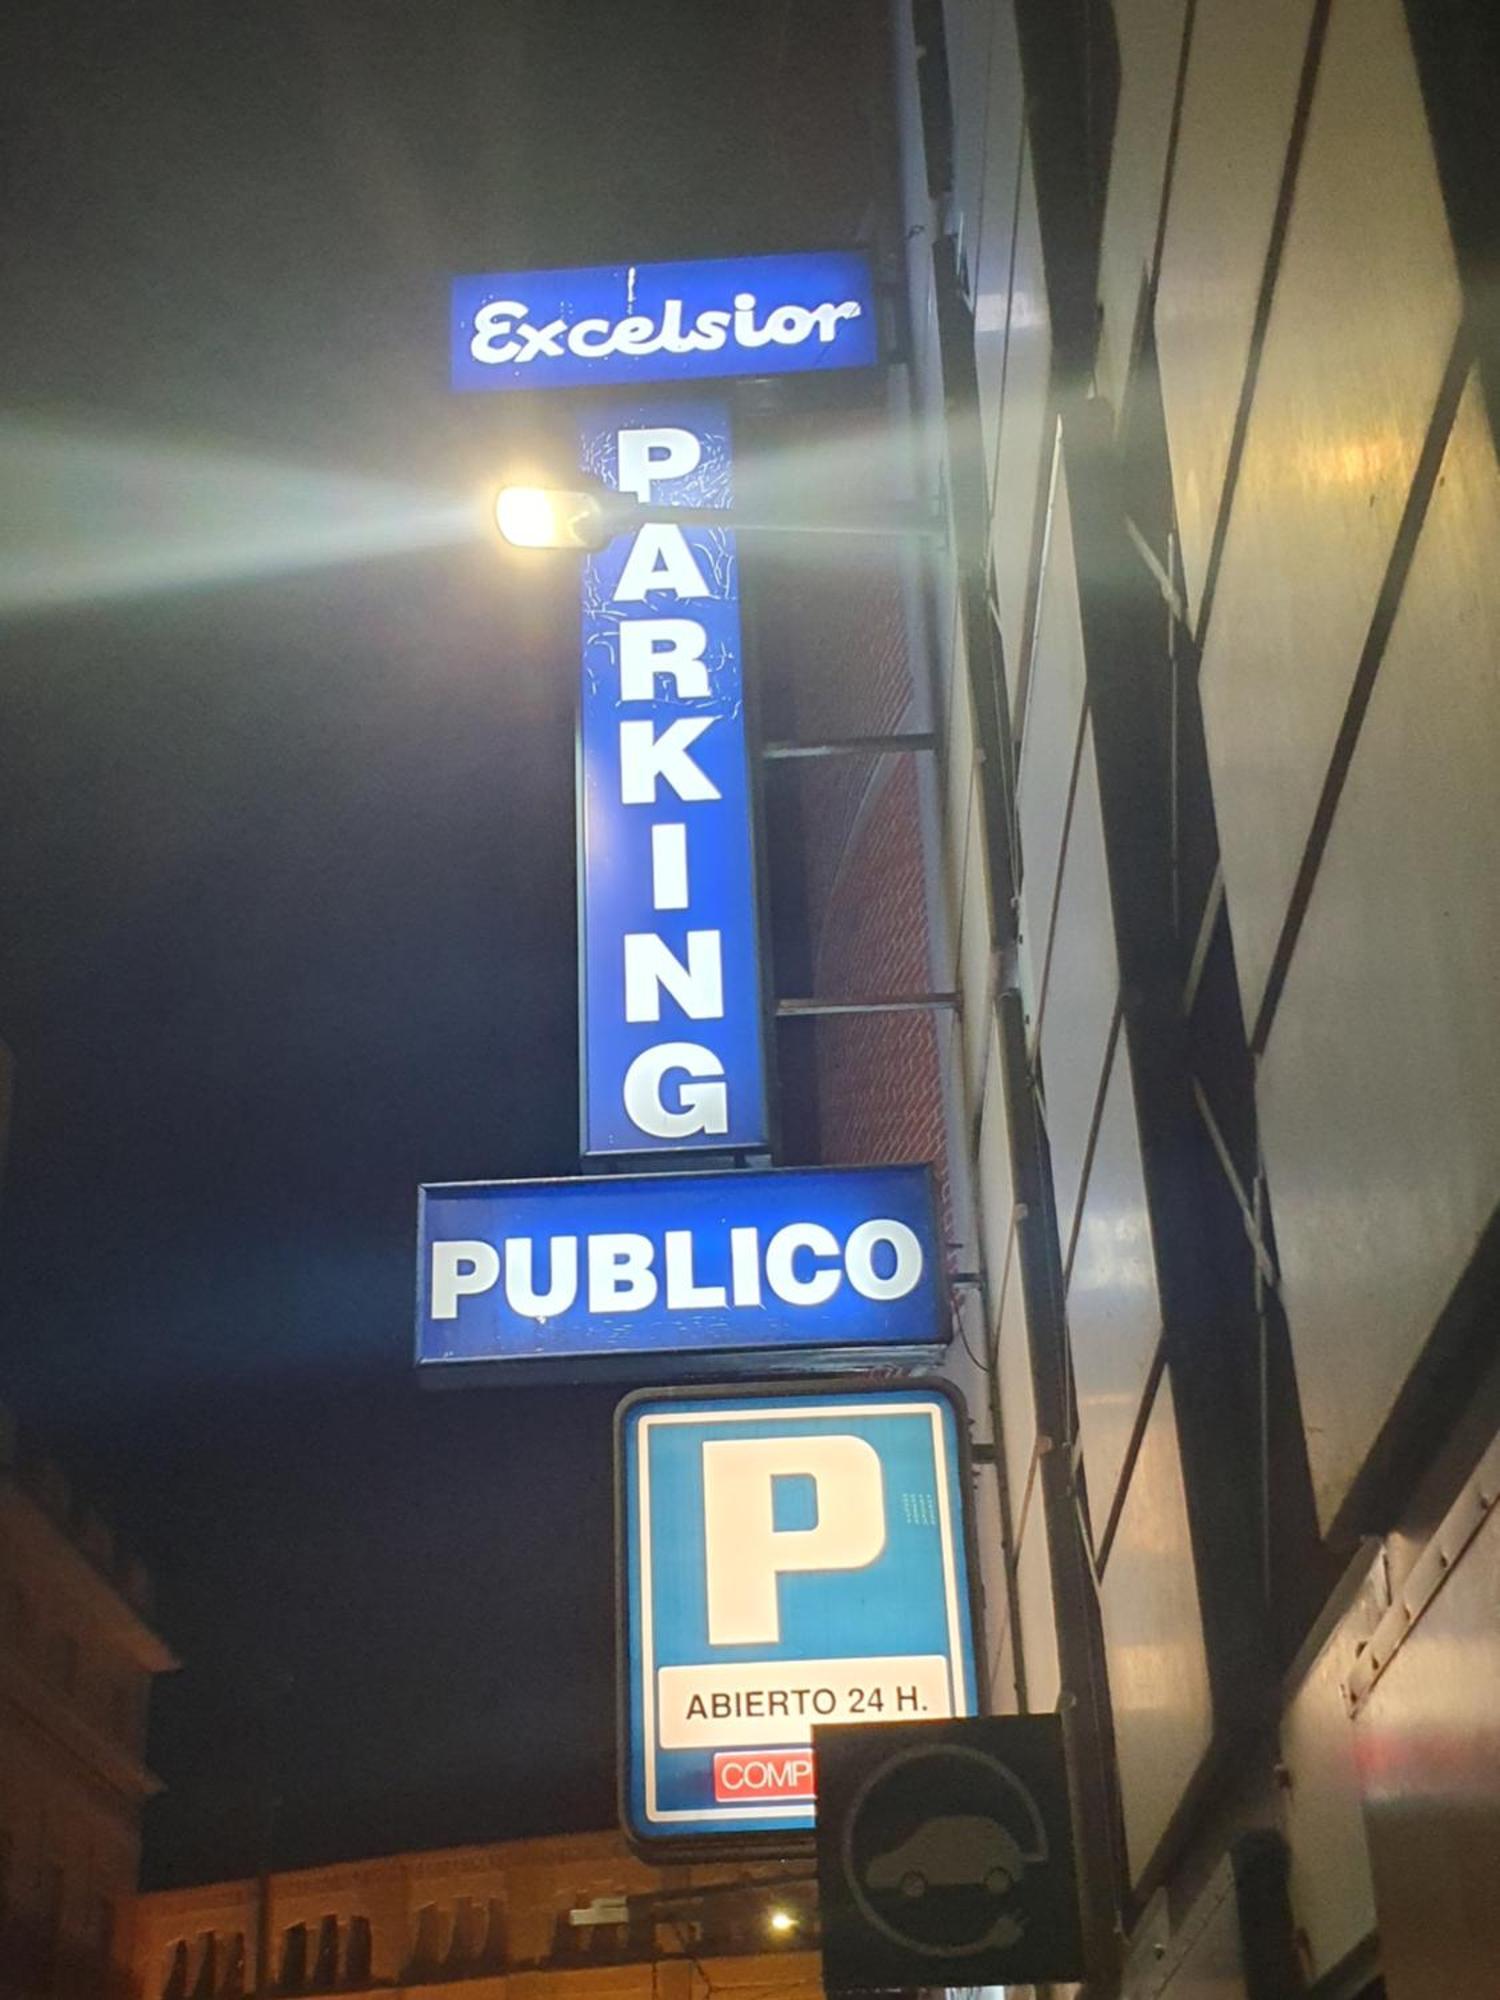 Excelsior
PARKING
PUBLICO
P
ABIERTO 24 H.
COMP